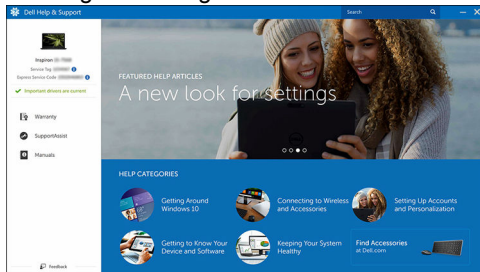 Dell Help & Support
Search
Inspiron
Service Tag
Express Service Code
Important drivers are current
Warranty
SupportAssist
Manuals
Feedback
FEATURED HELP ARTICLES
A new look for settings
HELP CATEGORIES
Getting Around
Windows 10
Connecting to Wireless
and Accessories
Setting Up Accounts
and Personalization
Getting to Know Your
Device and Software
Keeping Your System
Healthy
Find Accessories
at Dell.com